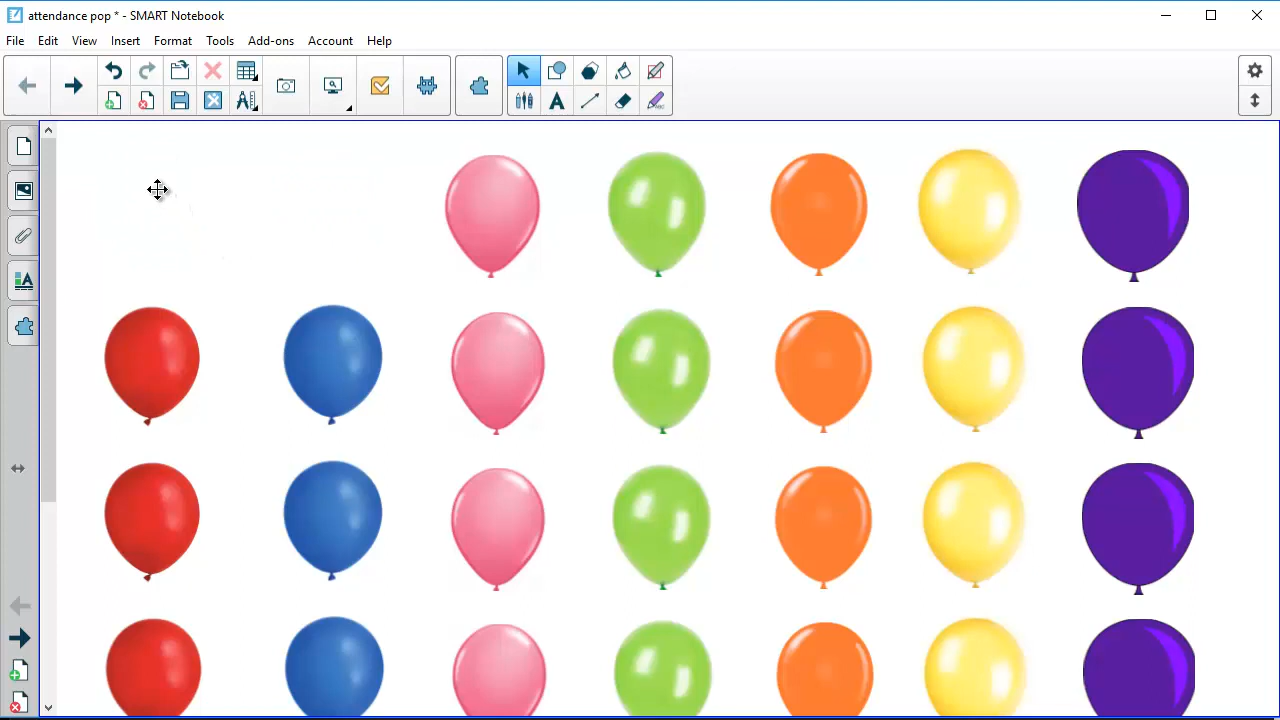 attendance pop * - SMART Notebook
File Edit View Insert Format Tools Add-ons Account Help